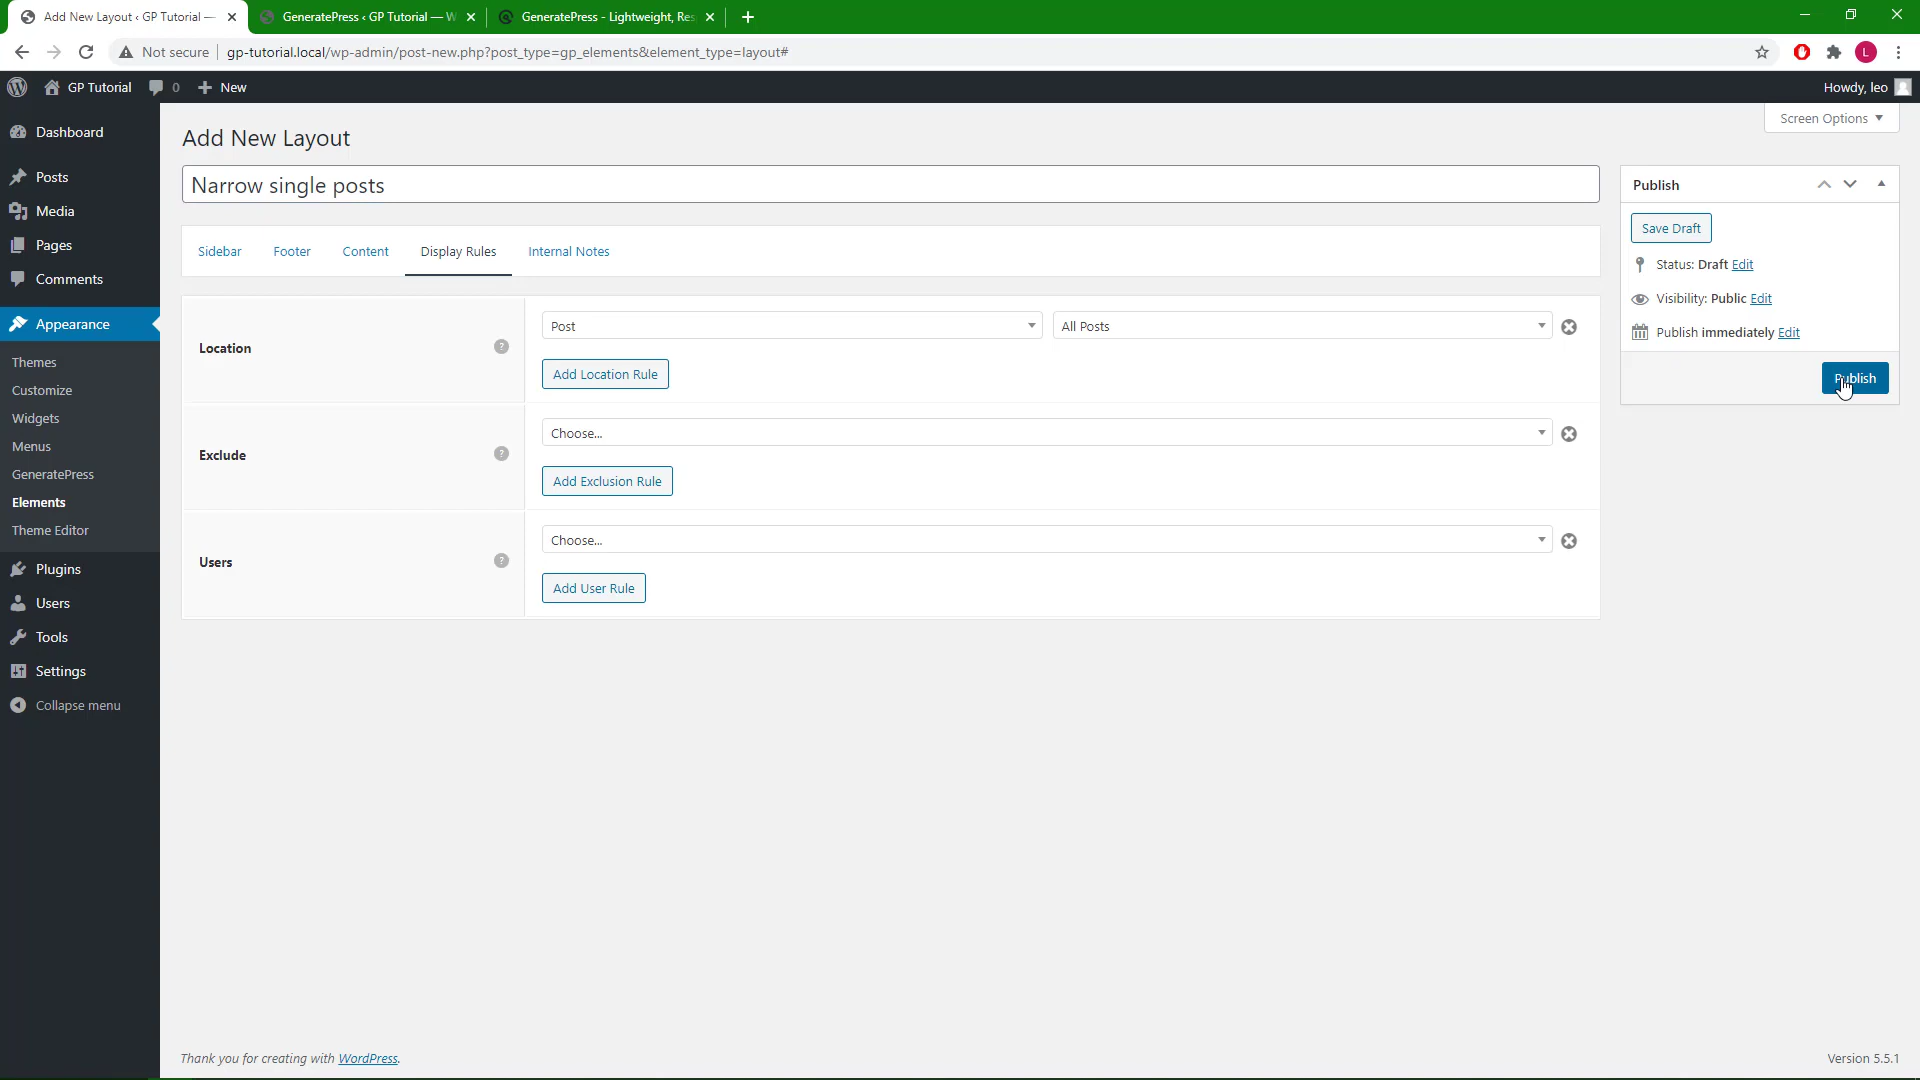 Add New Layout ‹ GP Tutorial —
GeneratePress ‹ GP Tutorial — W
GeneratePress - Lightweight, Res
Not secure
gp-tutorial.local/wp-admin/post-new.php?post_type=gp_elements&element_type=layout#
L
GP Tutorial
0
New
Howdy, leo
Screen Options
Dashboard
Posts
Media
Pages
Comments
Appearance
Themes
Customize
Widgets
Menus
GeneratePress
Elements
Theme Editor
Plugins
Users
Tools
Settings
Collapse menu
Add New Layout
Narrow single posts
Sidebar
Footer
Content
Display Rules
Internal Notes
Location
?
Post
All Posts
Add Location Rule
Exclude
?
Choose...
Add Exclusion Rule
Users
?
Choose...
Add User Rule
Publish
Save Draft
Status: Draft Edit
Visibility: Public Edit
Publish immediately Edit
Publish
Thank you for creating with WordPress.
Version 5.5.1